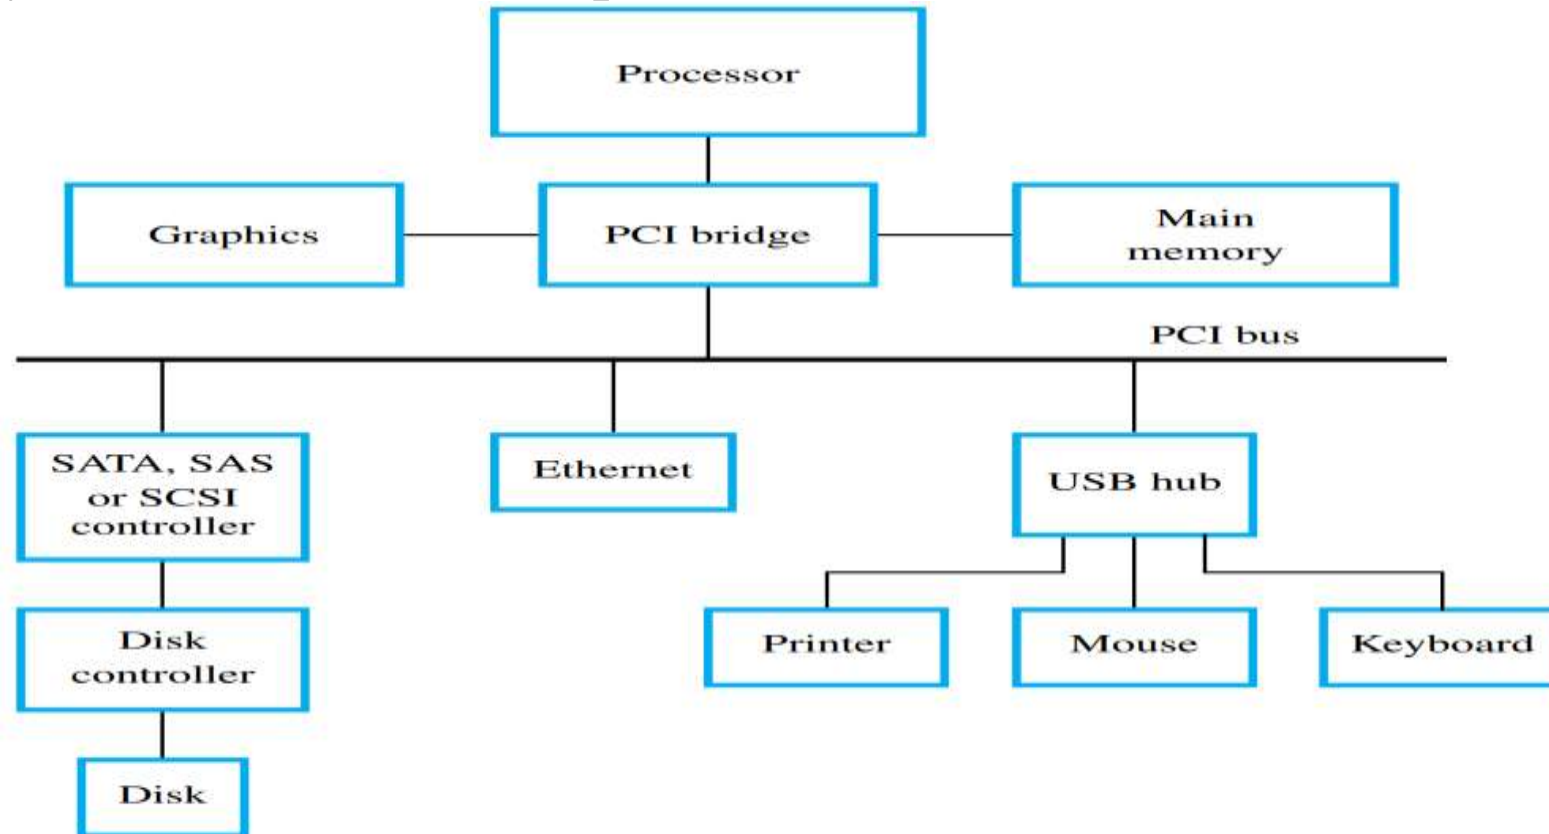 Processor
Graphics
PCI bridge
Main
memory
PCI bus
SATA, SAS
or SCSI
controller
Ethernet
USB hub
Disk
controller
Printer
Mouse
Keyboard
Disk